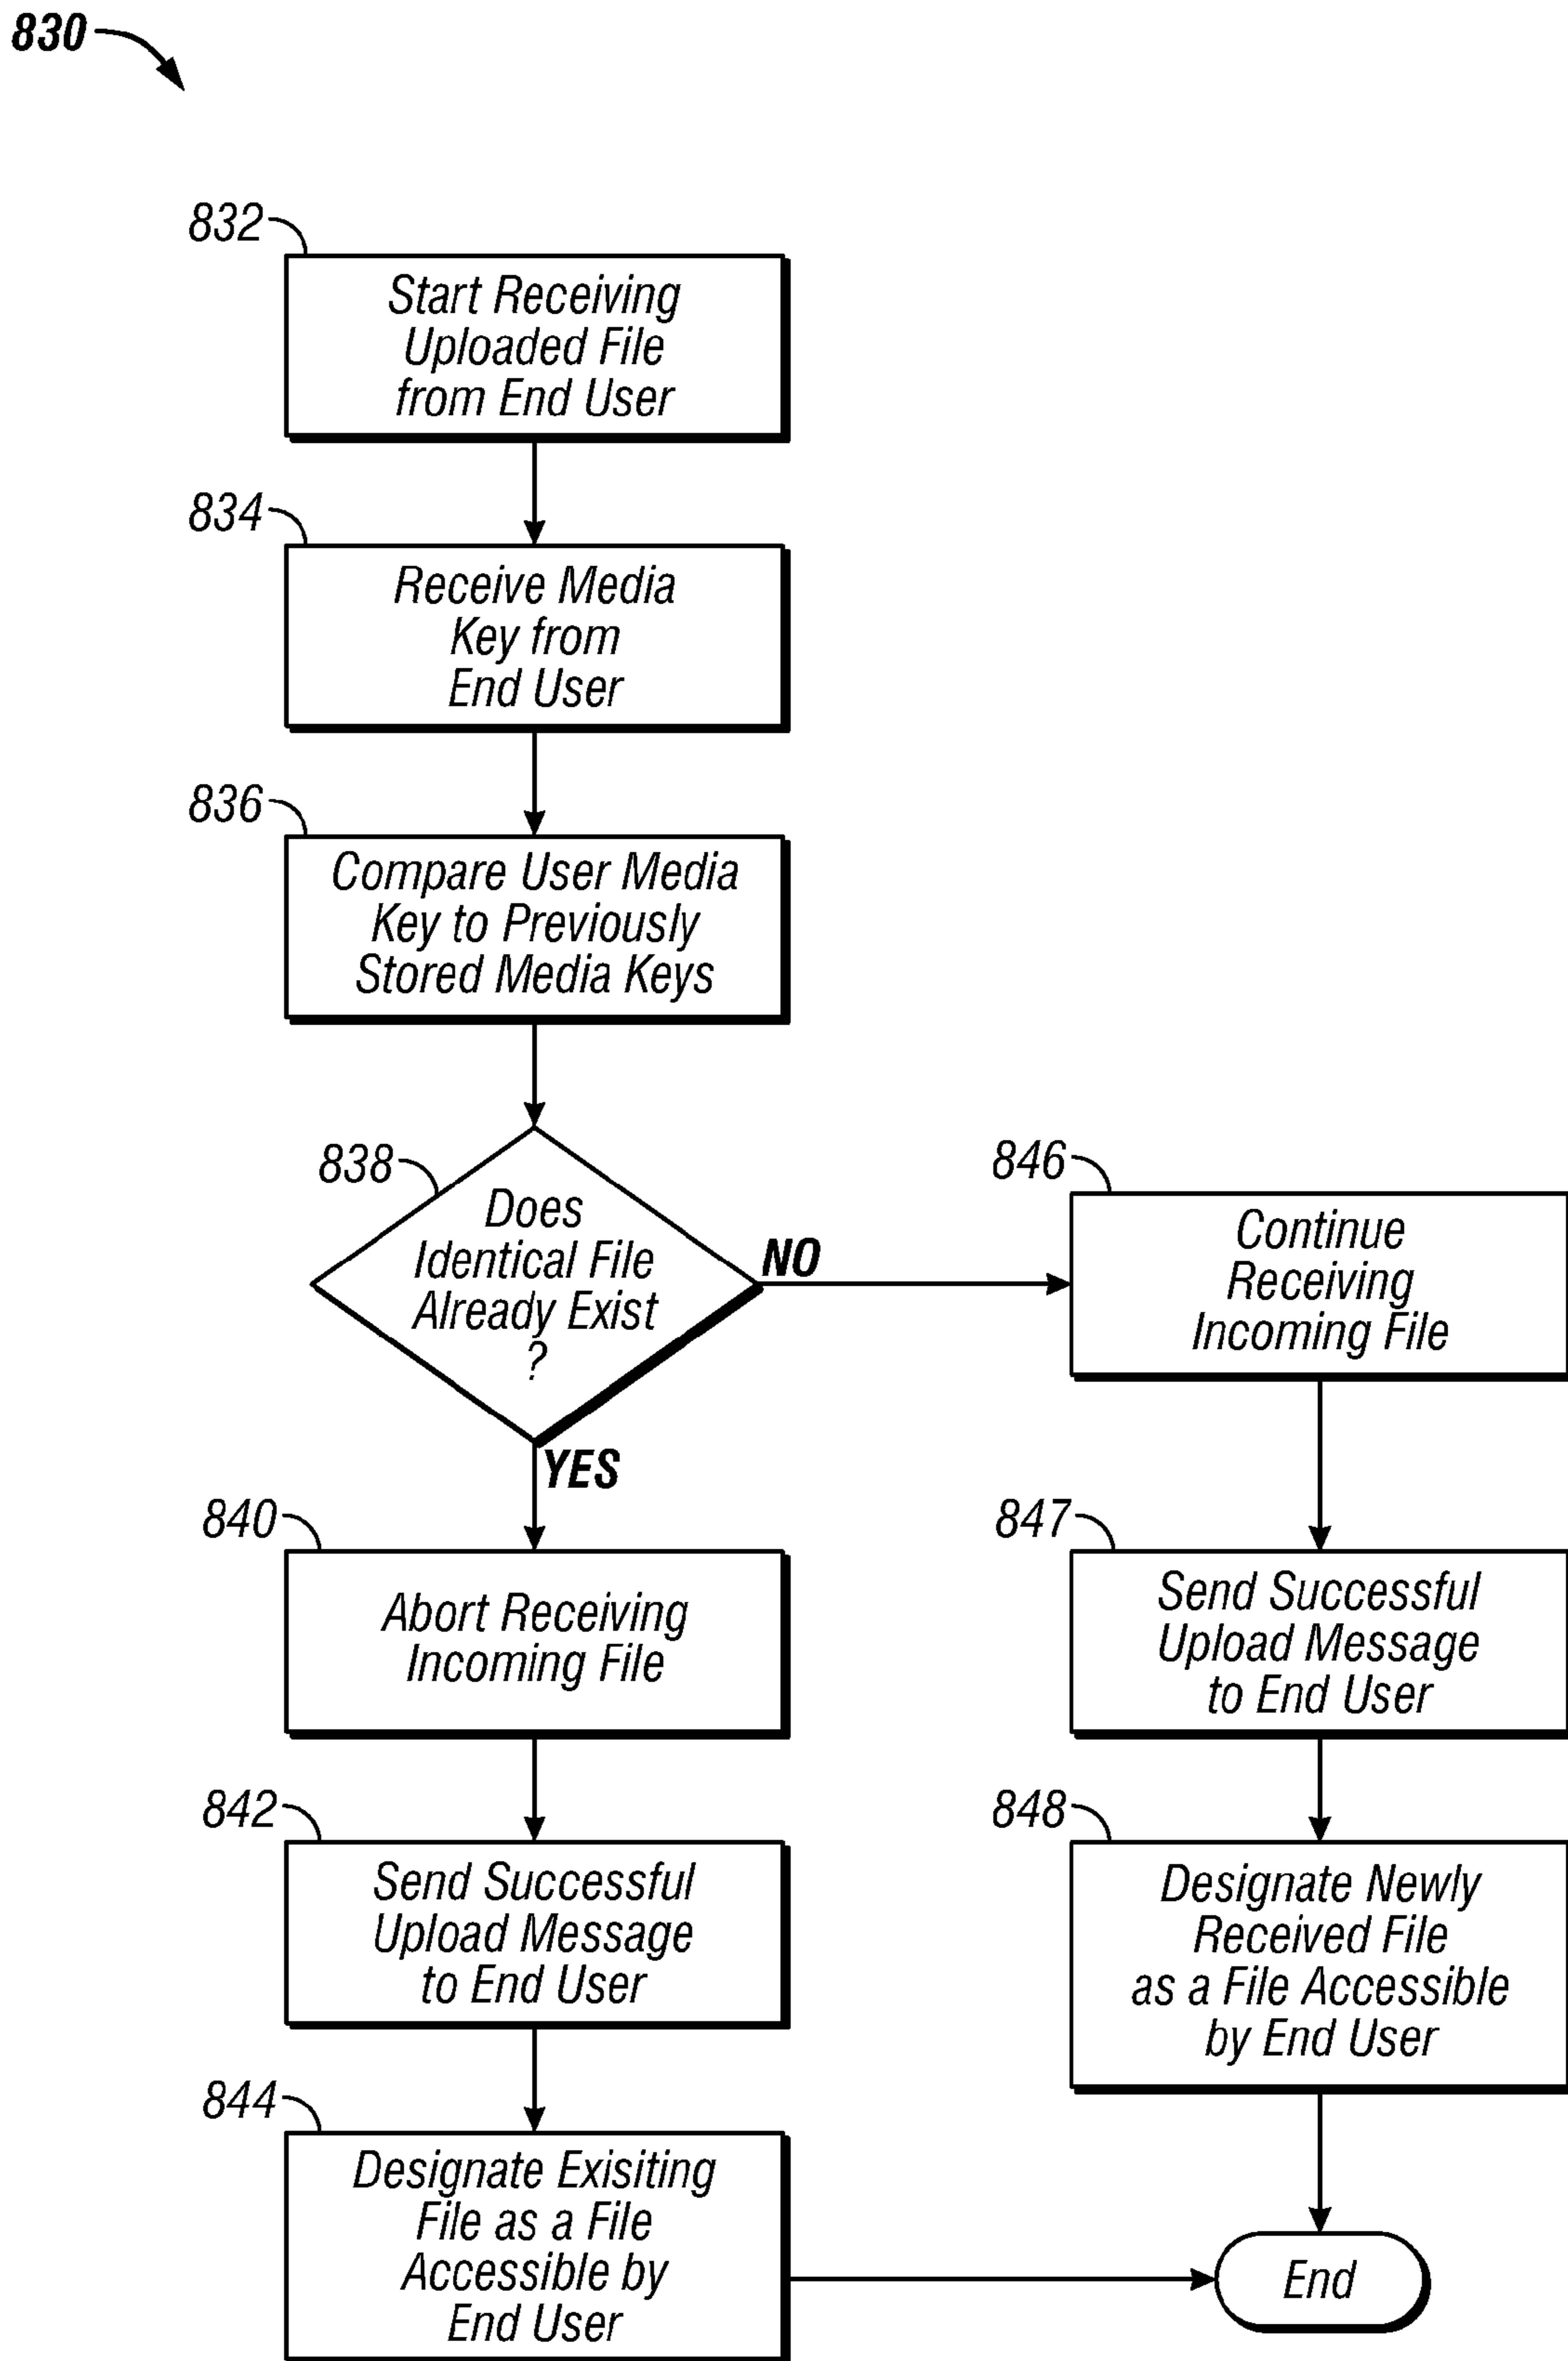 830
832
Start Receiving
Uploaded File
from End User
834
Receive Media
Key from
End User
836
Compare User Media
Key to Previously
Stored Media Keys
838
Does
Identical File
Already Exist
?
NO
YES
846
Continue
Receiving
Incoming File
840
Abort Receiving
Incoming File
847
Send Successful
Upload Message
to End User
842
Send Successful
Upload Message
to End User
848
Designate Newly
Received File
as a File Accessible
by End User
844
Designate Exisiting
File as a File
Accessible by
End User
End